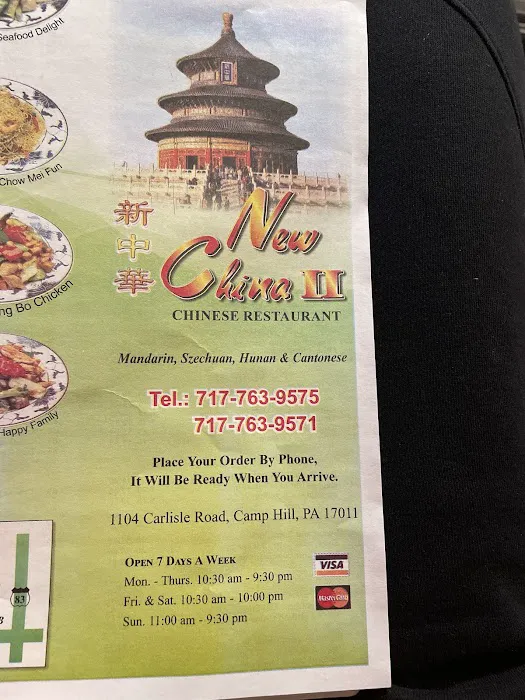 Seafood Delight
Chow Mei Fun
ng Bo Chicken
Happy Family
新中華
New
China II
CHINESE RESTAURANT
Mandarin, Szechuan, Hunan & Cantonese
Tel.: 717-763-9575
717-763-9571
Place Your Order By Phone,
It Will Be Ready When You Arrive.
1104 Carlisle Road, Camp Hill, PA 17011
OPEN 7 DAYS A WEEK
Mon. - Thurs. 10:30 am - 9:30 pm
Fri. & Sat. 10:30 am - 10:00 pm
Sun. 11:00 am - 9:30 pm
VISA
MasterCard
83